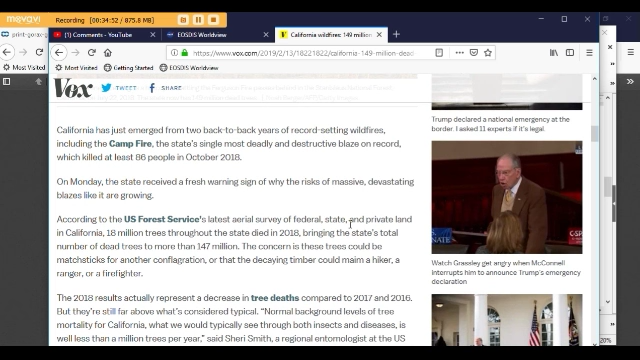 movavi
Recording 00:34:52 / 875.8 MB
print-gore
(1) Comments - YouTube
EOSDIS Worldview
California wildfires: 149 million
https://www.vox.com/2019/2/13/18221822/california-149-million-dead
Most Visited
Most Visited Getting Started EOSDIS Worldview
Vox TWEET SHARE
California has just emerged from two back-to-back years of record-setting wildfires,
including the Camp Fire, the state's single most deadly and destructive blaze on record,
which killed at least 86 people in October 2018.
On Monday, the state received a fresh warning sign of why the risks of massive, devastating
blazes like it are growing.
According to the US Forest Service's latest aerial survey of federal, state, and private land
in California, 18 million trees throughout the state died in 2018, bringing the state's total
number of dead trees to more than 147 million. The concern is these trees could be
matchsticks for another conflagration, or that the decaying timber could maim a hiker, a
ranger, or a firefighter.
The 2018 results actually represent a decrease in tree deaths compared to 2017 and 2016.
But they're still far above what's considered typical. “Normal background levels of tree
mortality for California, what we would typically see through both insects and diseases, is
well less than a million trees per year,” said Sheri Smith, a regional entomologist at the US
Trump declared a national emergency at the
border. I asked 11 experts if it's legal.
Watch Grassley get angry when McConnell
interrupts him to announce Trump's emergency
declaration
20%